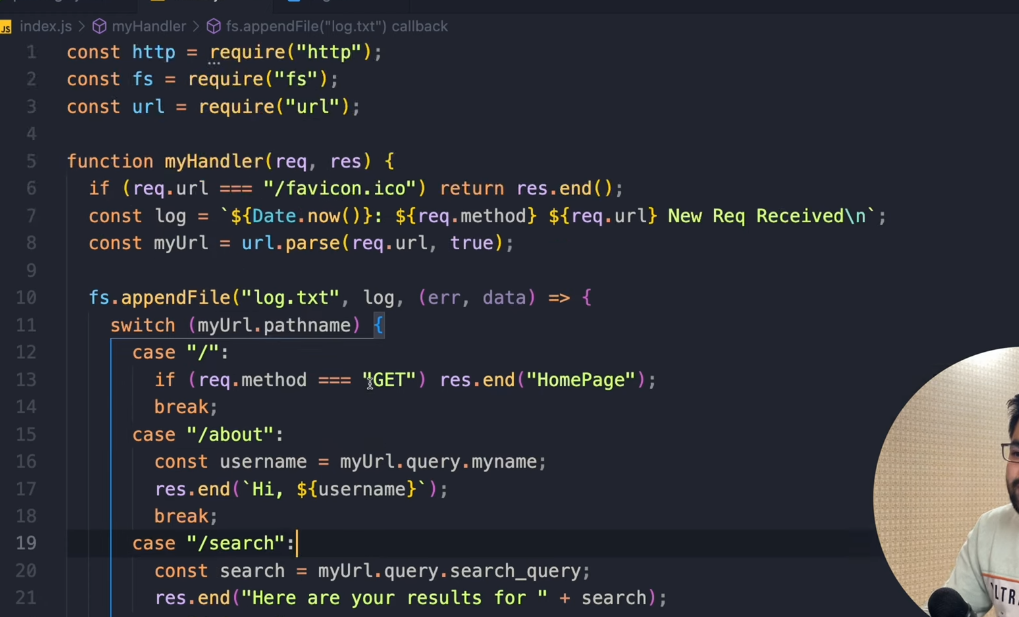 JS index.js > myHandler > fs.appendFile("log.txt") callback
1 const http = require("http");
2 const fs = require("fs");
3 const url = require("url");
4
5 function myHandler(req, res) {
6 if (req.url === "/favicon.ico") return res.end();
7 const log = `${Date.now()}: ${req.method} ${req.url} New Req Received\n`;
8 const myUrl = url.parse(req.url, true);
9
10 fs.appendFile("log.txt", log, (err, data) => {
11 switch (myUrl.pathname) {
12 case "/":
13 if (req.method === "GET") res.end("HomePage");
14 break;
15 case "/about":
16 const username = myUrl.query.myname;
17 res.end(`Hi, ${username}`);
18 break;
19 case "/search":
20 const search = myUrl.query.search_query;
21 res.end("Here are your results for " + search);